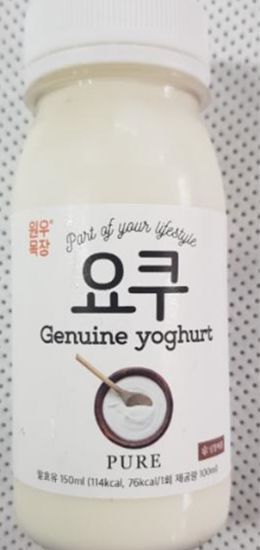 원우
목장
Part of your lifestyle
요쿠
Genuine yoghurt
PURE
발효유 150ml (114kcal, 76kcal/1회 제공량 100ml)